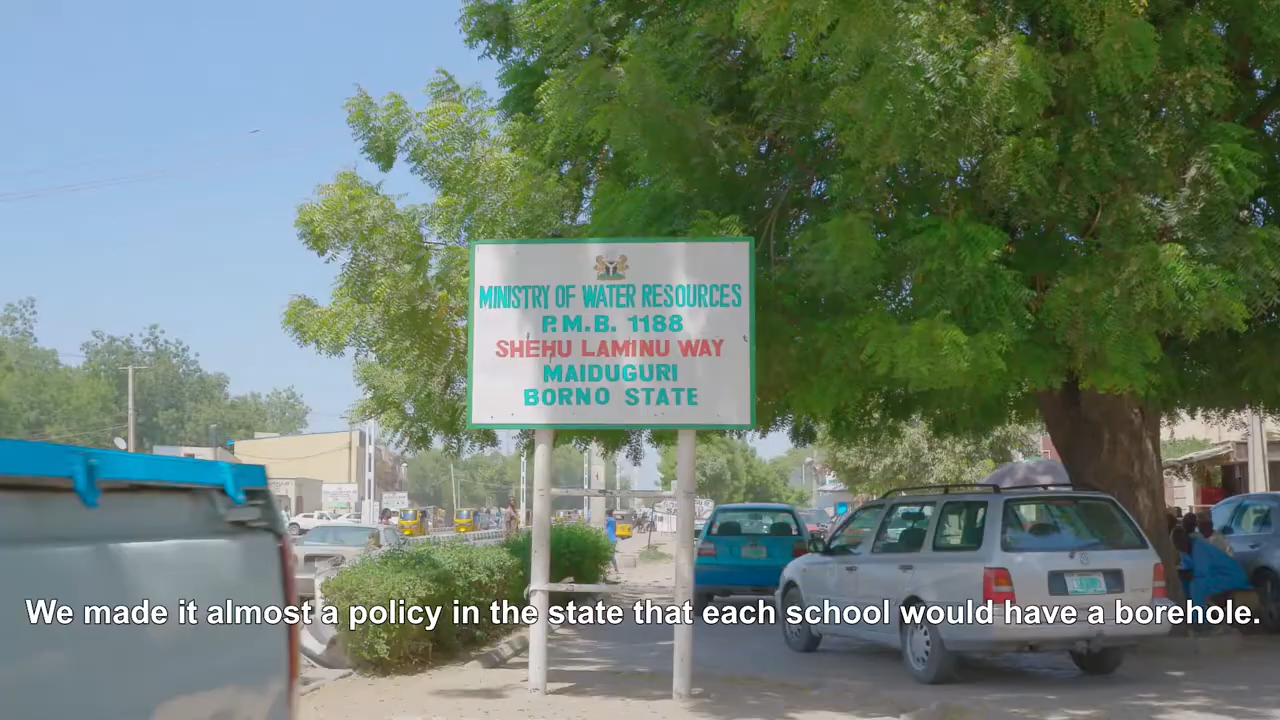 MINISTRY OF WATER RESOURCES
P.M.B. 1188
SHEHU LAMINU WAY
MAIDUGURI
BORNO STATE
We made it almost a policy in the state that each school would have a borehole.